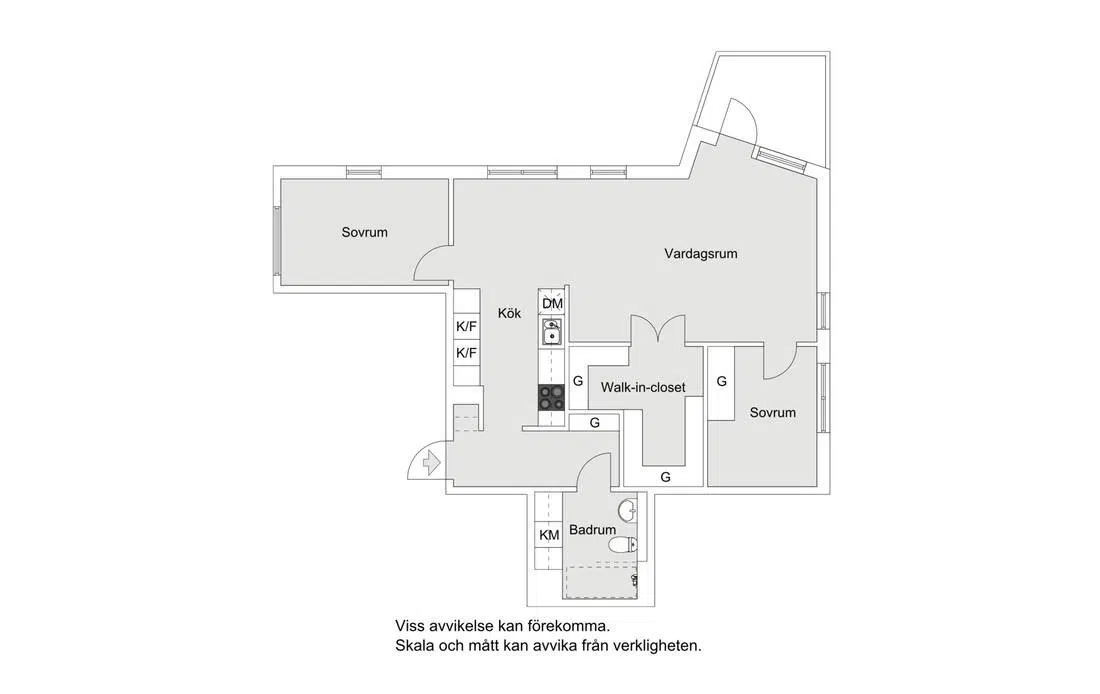 Sovrum
Vardagsrum
Kök
DM
K/F
K/F
G
Walk-in-closet
G
Sovrum
G
G
KM
Badrum
Viss avvikelse kan förekomma.
Skala och mått kan avvika från verkligheten.